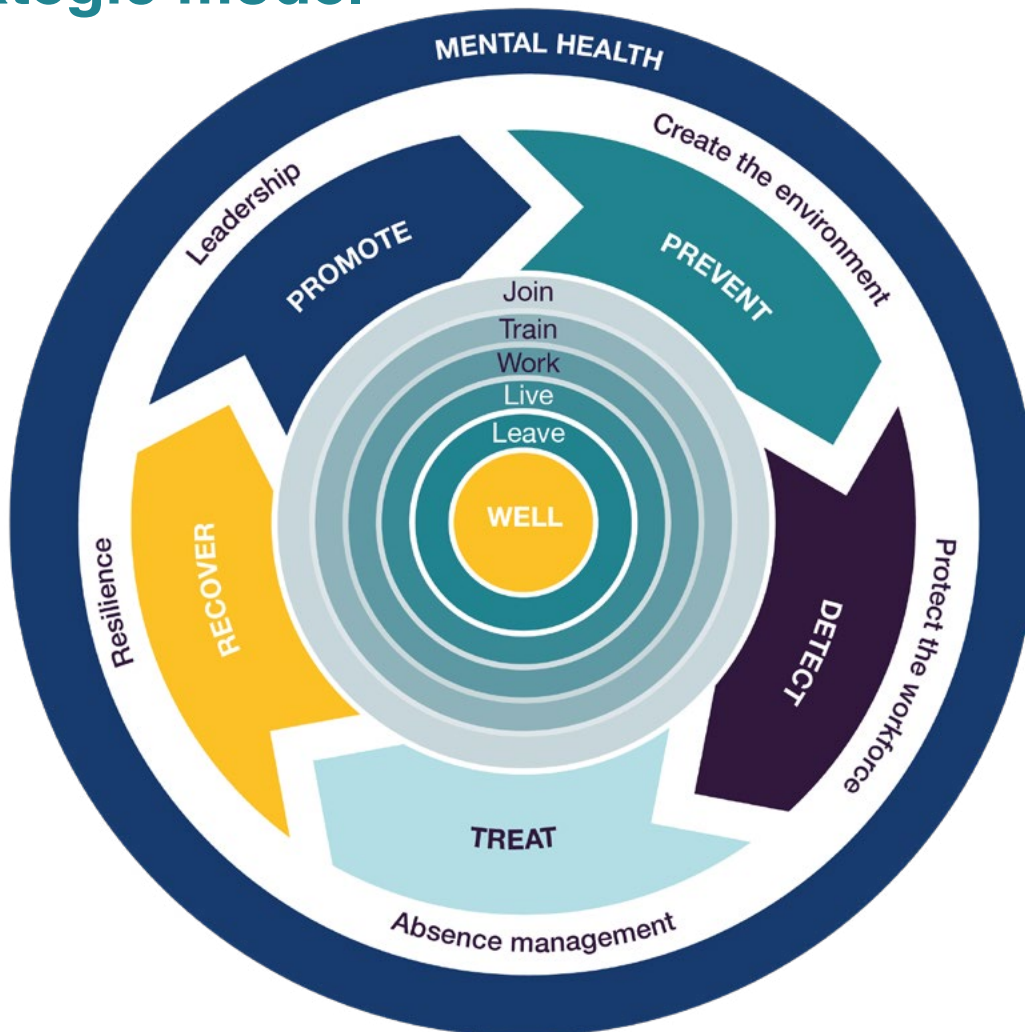 MENTAL HEALTH
Leadership
Create the environment
PROMOTE
PREVENT
Join
Train
Work
Live
Leave
WELL
RECOVER
DETECT
Resilience
Protect the workforce
TREAT
Absence management